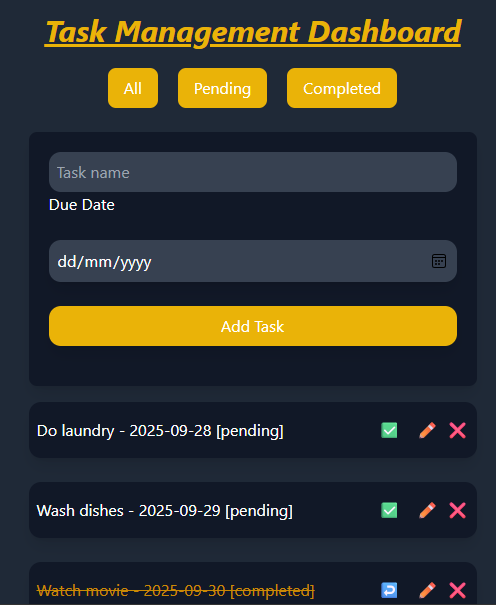 Task Management Dashboard
All Pending Completed
Task name
Due Date
dd/mm/yyyy
Add Task
Do laundry - 2025-09-28 [pending]
Wash dishes - 2025-09-29 [pending]
Watch movie - 2025-09-30 [completed]